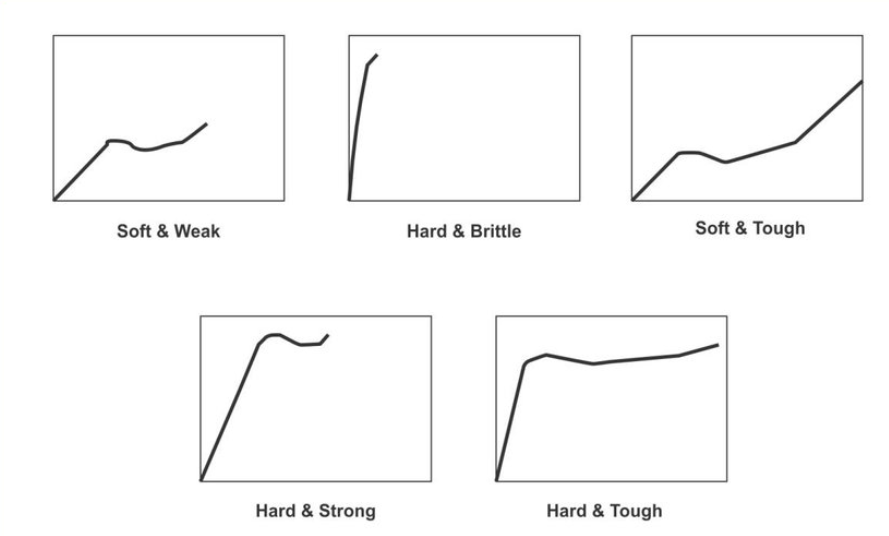 Soft & Weak
Hard & Brittle
Soft & Tough
Hard & Strong
Hard & Tough